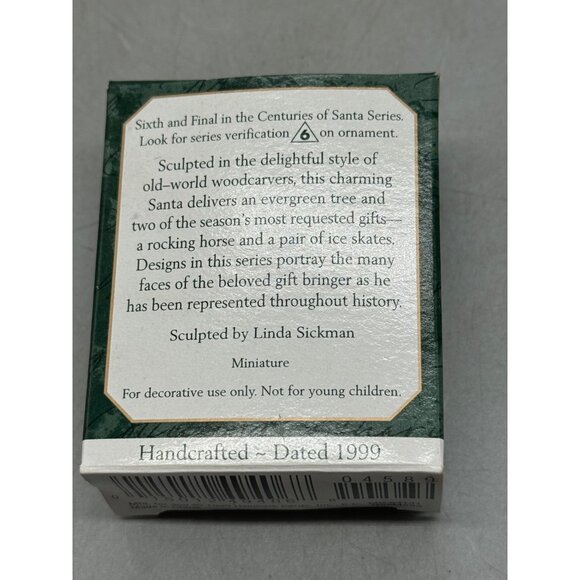 Sixth and Final in the Centuries of Santa Series.
Look for series verification 6 on ornament.
Sculpted in the delightful style of
old–world woodcarvers, this charming
Santa delivers an evergreen tree and
two of the season's most requested gifts—
a rocking horse and a pair of ice skates.
Designs in this series portray the many
faces of the beloved gift bringer as he
has been represented throughout history.
Sculpted by Linda Sickman
Miniature
For decorative use only. Not for young children.
Handcrafted ~ Dated 1999
04589